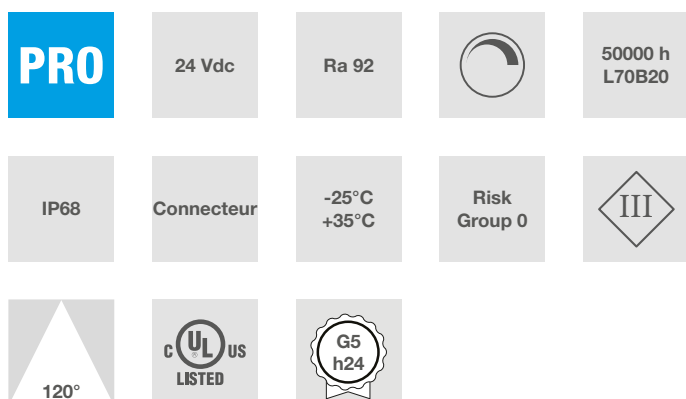 PRO
24 Vdc
Ra 92
50000 h
L70B20
IP68
Connecteur
-25°C
+35°C
Risk
Group 0
III
120°
C UL US
®
LISTED
G5
h24